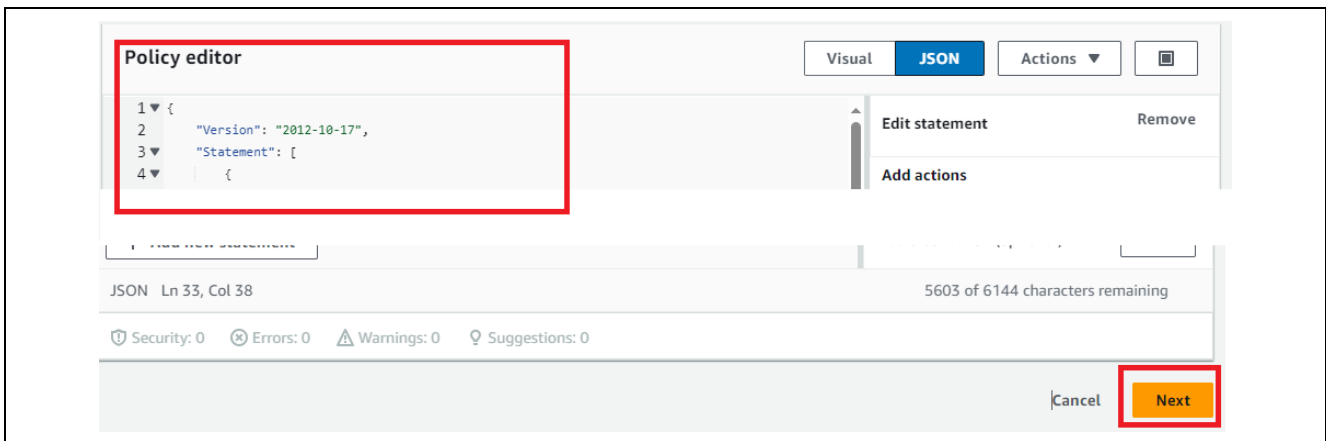 Policy editor
Visual JSON Actions ▼
1 ▼ {
2 "Version": "2012-10-17",
3 ▼ "Statement": [
4 ▼ {
Edit statement Remove
Add actions
JSON Ln 33, Col 38 5603 of 6144 characters remaining
Security: 0 Errors: 0 Warnings: 0 Suggestions: 0
Cancel Next